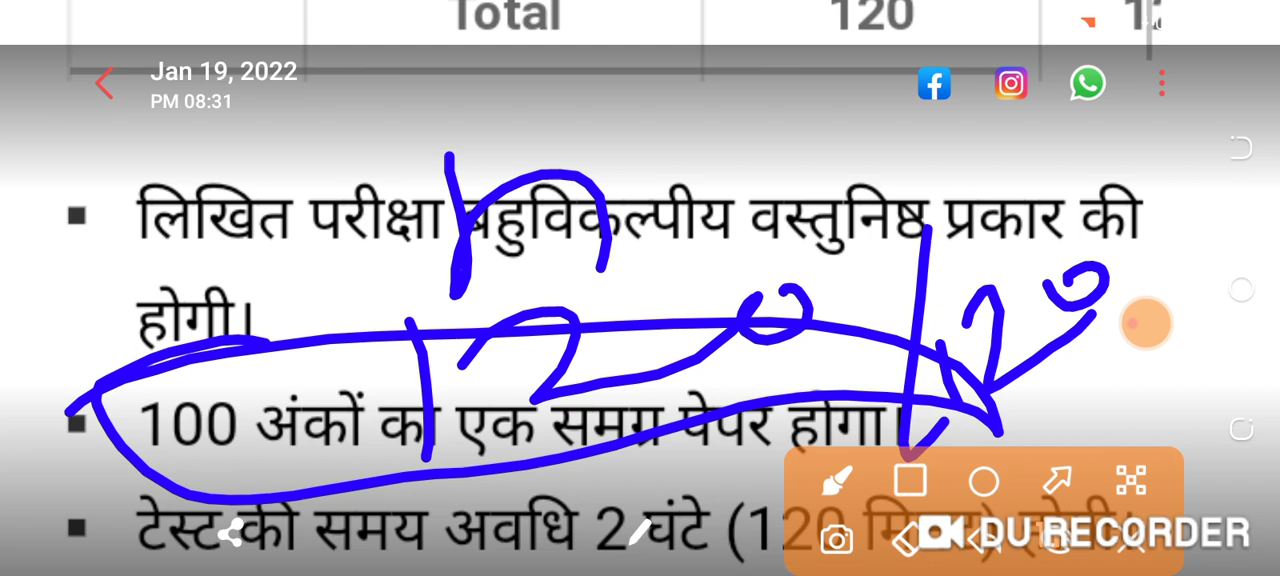 Total 120
Jan 19, 2022
PM 08:31
लिखित परीक्षा बहुविकल्पीय वस्तुनिष्ठ प्रकार की
होगी।
120
120
100 अंकों का एक समग्र पेपर होगा।
टेस्ट की समय अवधि 2 घंटे (120
DU RECORDER